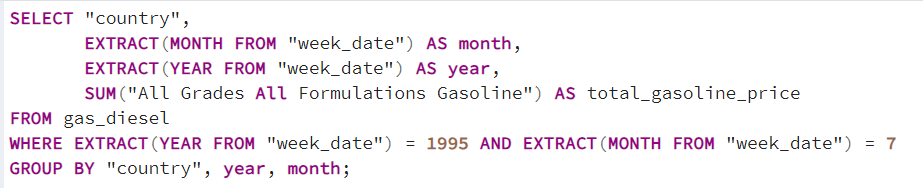 SELECT "country",
EXTRACT(MONTH FROM "week_date") AS month,
EXTRACT(YEAR FROM "week_date") AS year,
SUM("All Grades All Formulations Gasoline") AS total_gasoline_price
FROM gas_diesel
WHERE EXTRACT(YEAR FROM "week_date") = 1995 AND EXTRACT(MONTH FROM "week_date") = 7
GROUP BY "country", year, month;